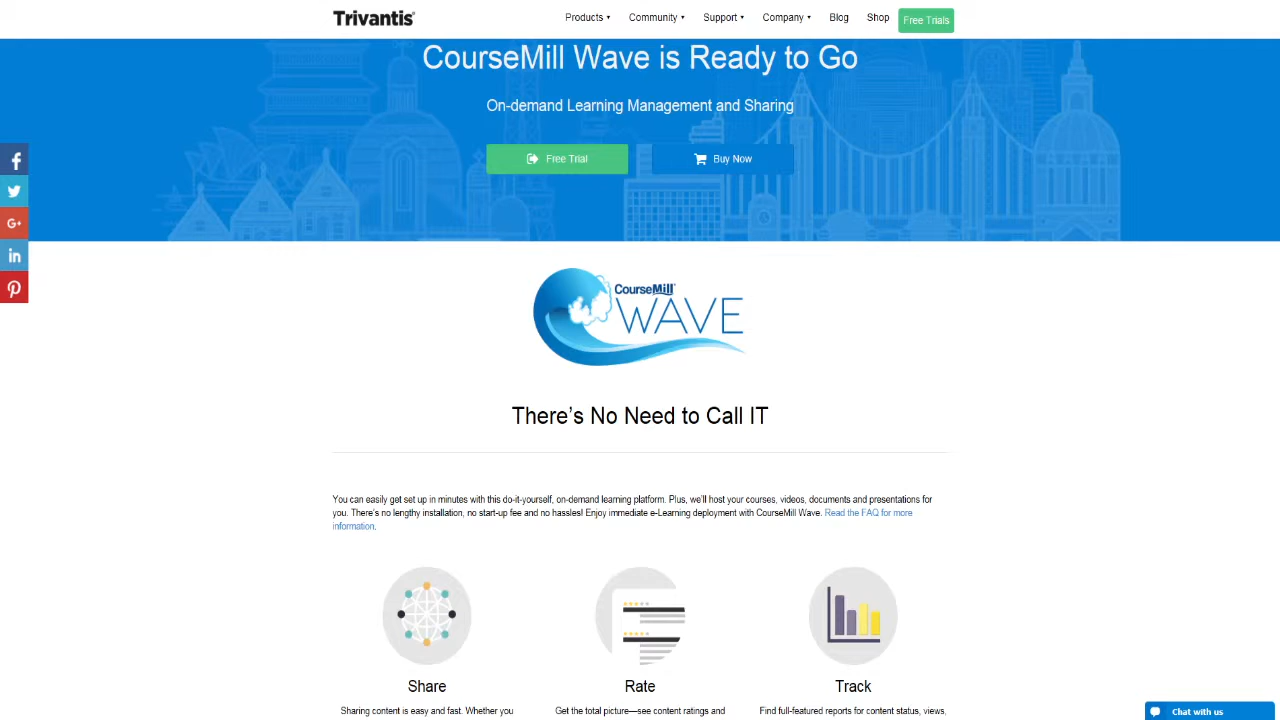 Trivantis
Products Community Support Company Blog Shop Free Trials
CourseMill Wave is Ready to Go
On-demand Learning Management and Sharing
Free Trial Buy Now
CourseMill
WAVE
There's No Need to Call IT
You can easily get set up in minutes with this do-it-yourself, on-demand learning platform. Plus, we'll host your courses, videos, documents and presentations for
you. There's no lengthy installation, no start-up fee and no hassles! Enjoy immediate e-Learning deployment with CourseMill Wave. Read the FAQ for more
information.
Share Rate Track
Sharing content is easy and fast. Whether you Get the total picture—see content ratings and Find full-featured reports for content status, views,
Chat with us